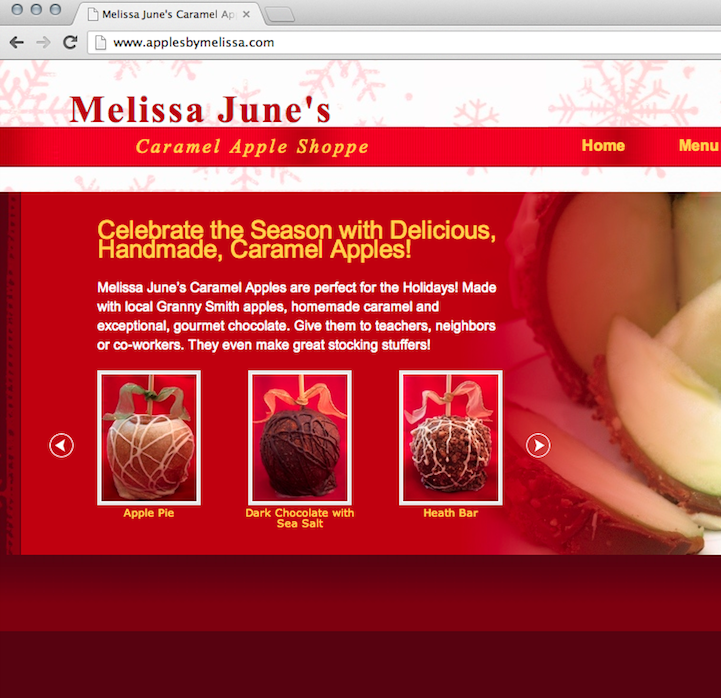 Melissa June's Caramel Ap
www.applesbymelissa.com
Melissa June's
Caramel Apple Shoppe
Home
Menu
Celebrate the Season with Delicious,
Handmade, Caramel Apples!
Melissa June's Caramel Apples are perfect for the Holidays! Made
with local Granny Smith apples, homemade caramel and
exceptional, gourmet chocolate. Give them to teachers, neighbors
or co-workers. They even make great stocking stuffers!
Apple Pie
Dark Chocolate with
Sea Salt
Heath Bar